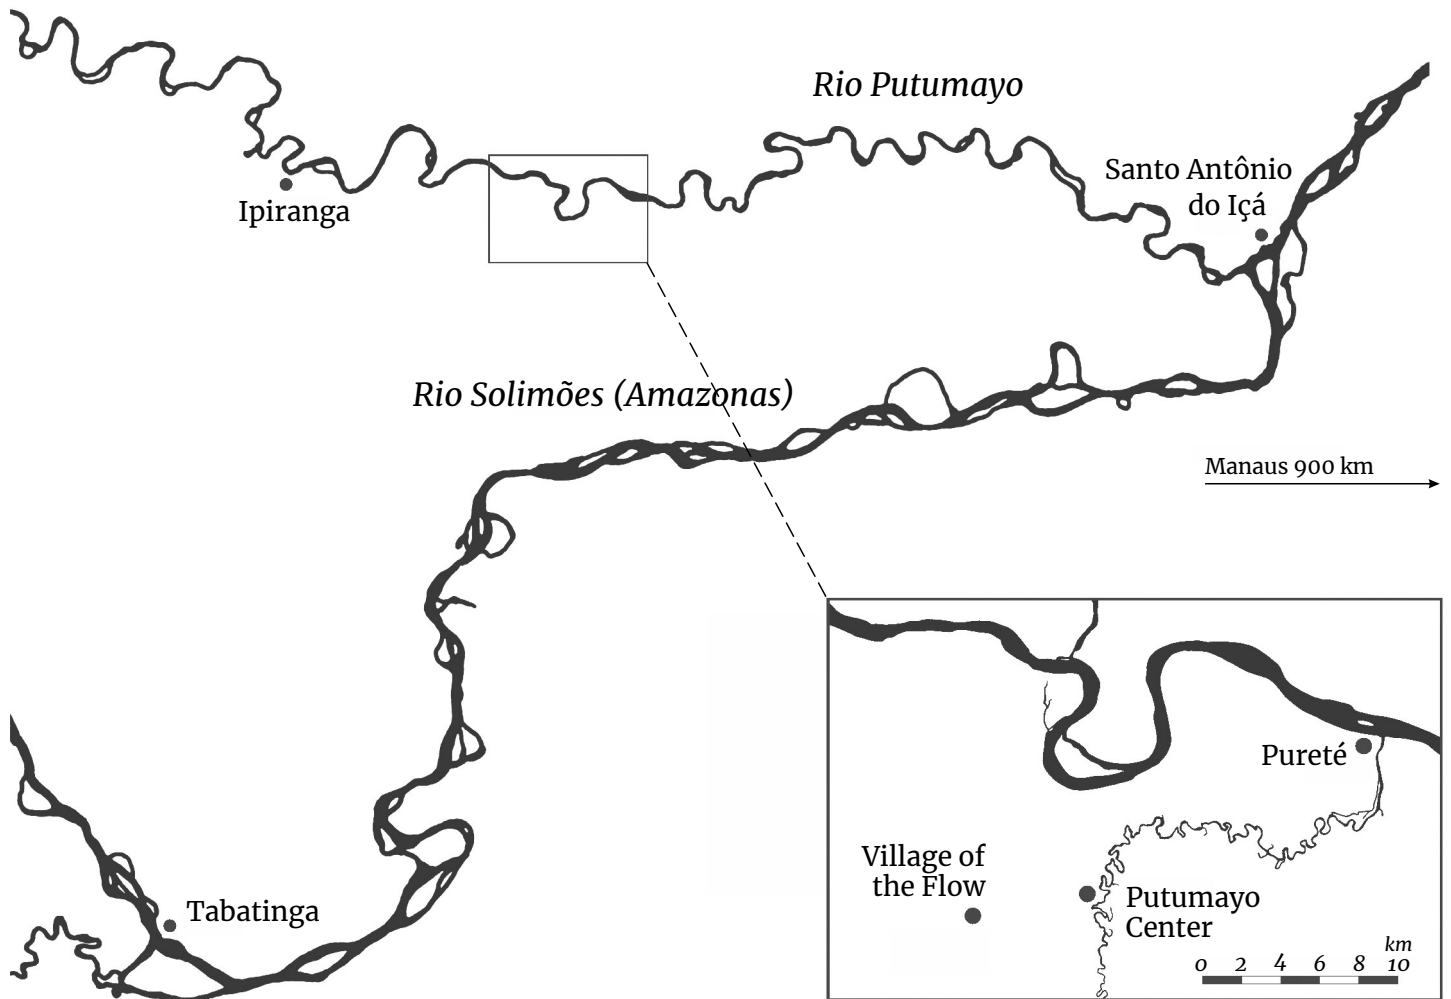 Rio Putumayo
Santo Antônio
do Içá
Ipiranga
Rio Solimões (Amazonas)
Manaus 900 km
Pureté
Village of
the Flow
Putumayo
Center
Tabatinga
km
0 2 4 6 8 10